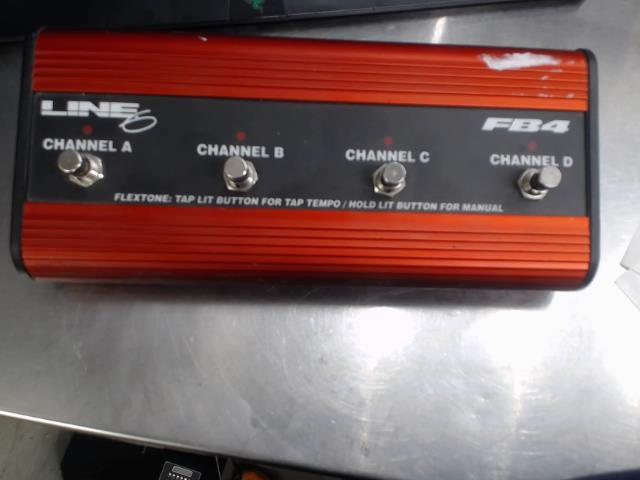 LINE 6
FB4
CHANNEL A
CHANNEL B
CHANNEL C
CHANNEL D
FLEXTONE: TAP LIT BUTTON FOR TAP TEMPO / HOLD LIT BUTTON FOR MANUAL